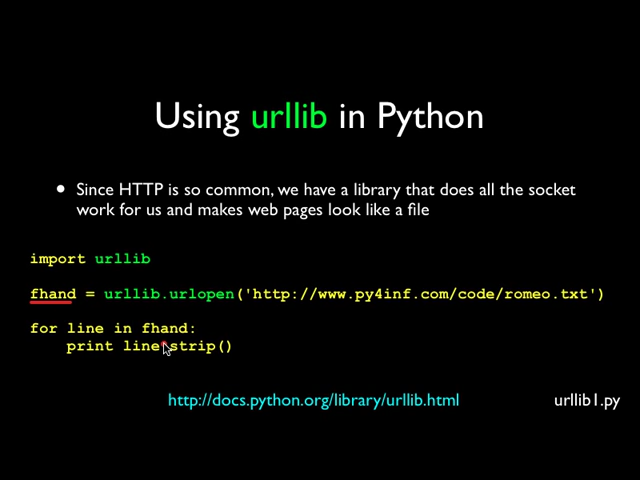 Using urllib in Python
• Since HTTP is so common, we have a library that does all the socket
work for us and makes web pages look like a file
import urllib
fhand = urllib.urlopen('http://www.py4inf.com/code/romeo.txt')
for line in fhand:
print line.strip()
http://docs.python.org/library/urllib.html
urllib1.py